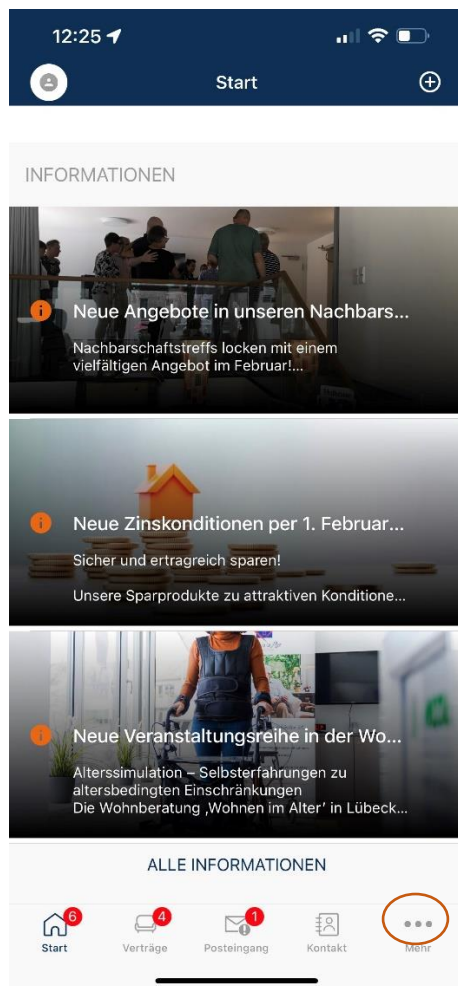 12:25
Start
INFORMATIONEN
Neue Angebote in unseren Nachbars...
Nachbarschaftstreffs locken mit einem
vielfältigen Angebot im Februar!...
Neue Zinskonditionen per 1. Februar...
Sicher und ertragreich sparen!
Unsere Sparprodukte zu attraktiven Konditione...
Neue Veranstaltungsreihe in der Wo...
Alterssimulation – Selbsterfahrungen zu
altersbedingten Einschränkungen
Die Wohnberatung ‚Wohnen im Alter’ in Lübeck...
ALLE INFORMATIONEN
6 4 1
Start Verträge Posteingang Kontakt Mehr